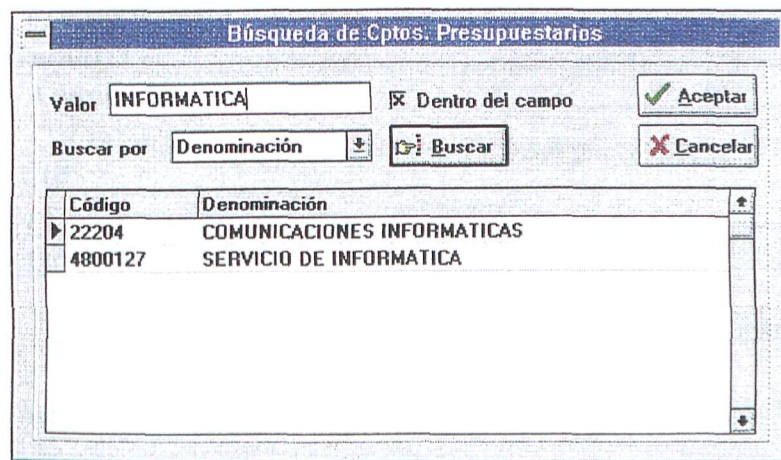 Búsqueda de Cptos. Presupuestarios
Valor INFORMATICA Dentro del campo Aceptar
Buscar por Denominación Buscar Cancelar
Código Denominación
22204 COMUNICACIONES INFORMATICAS
4800127 SERVICIO DE INFORMATICA